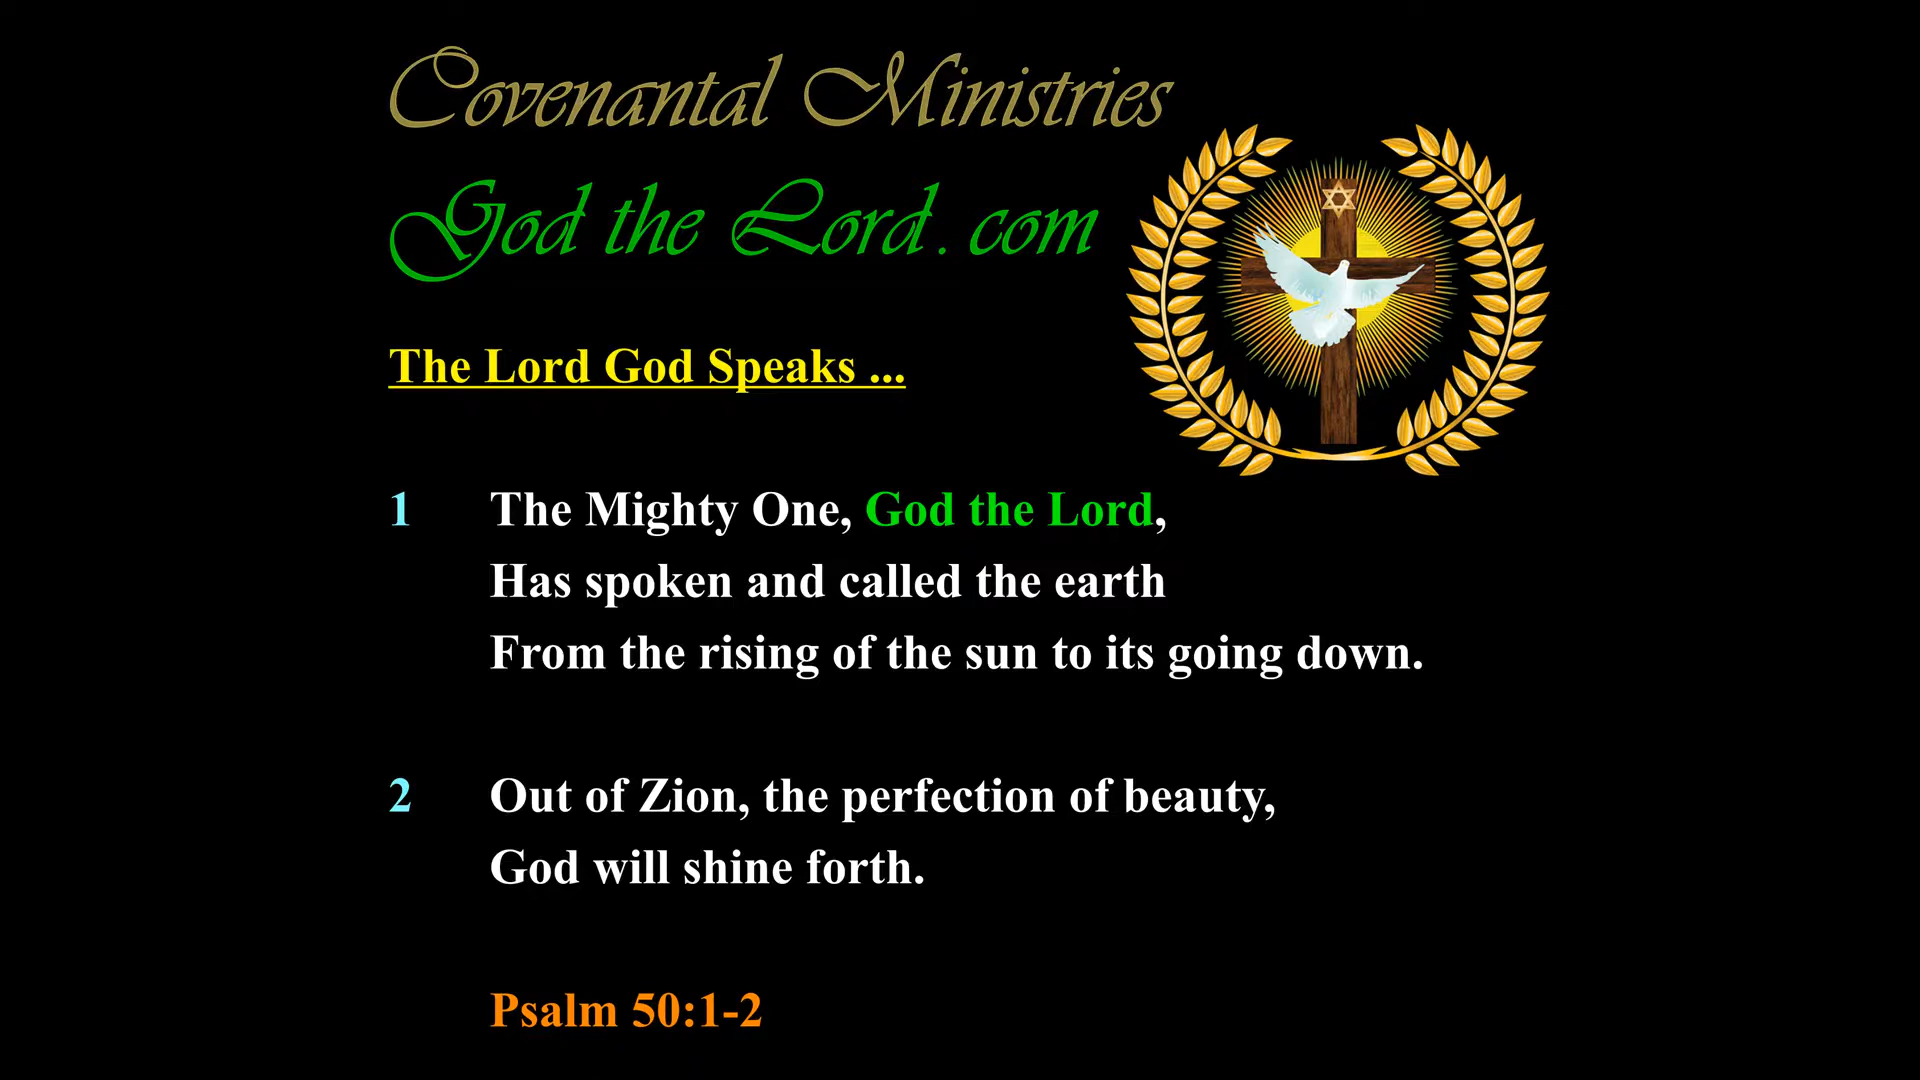 Covenantal Ministries
God the Lord.com
The Lord God Speaks ...
1 The Mighty One, God the Lord,
Has spoken and called the earth
From the rising of the sun to its going down.
2 Out of Zion, the perfection of beauty,
God will shine forth.
Psalm 50:1-2